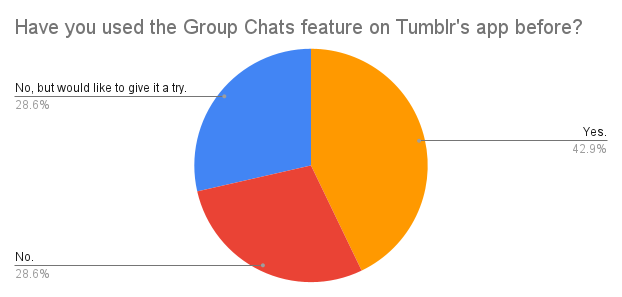 Have you used the Group Chats feature on Tumblr's app before?
No, but would like to give it a try.
28.6%
Yes.
42.9%
No.
28.6%